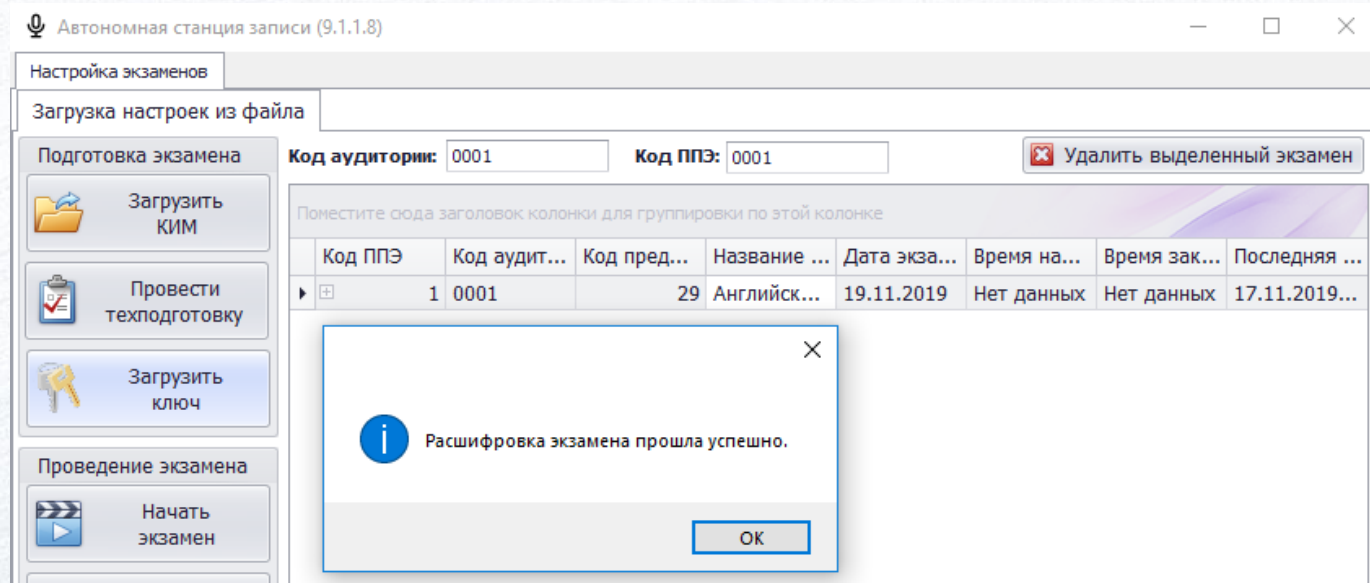 Автономная станция записи (9.1.1.8)
Настройка экзаменов
Загрузка настроек из файла
Подготовка экзамена
Код аудитории: 0001 Код ППЭ: 0001 Удалить выделенный экзамен
Загрузить
КИМ
Поместите сюда заголовок колонки для группировки по этой колонке
Код ППЭ Код аудит... Код пред... Название ... Дата экза... Время на... Время зак... Последняя ...
1 0001 29 Английск... 19.11.2019 Нет данных Нет данных 17.11.2019...
Провести
техподготовку
Загрузить
ключ
Расшифровка экзамена прошла успешно.
OK
Проведение экзамена
Начать
экзамен